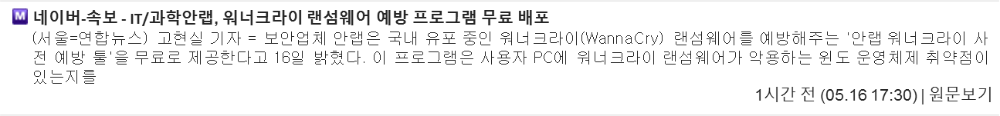 M 네이버-속보 - IT/과학안랩, 워너크라이 랜섬웨어 예방 프로그램 무료 배포
(서울=연합뉴스) 고현실 기자 = 보안업체 안랩은 국내 유포 중인 워너크라이(WannaCry) 랜섬웨어를 예방해주는 '안랩 워너크라이 사
전 예방 툴'을 무료로 제공한다고 16일 밝혔다. 이 프로그램은 사용자 PC에 워너크라이 랜섬웨어가 악용하는 윈도 운영체제 취약점이
있는지를
1시간 전 (05.16 17:30) | 원문보기